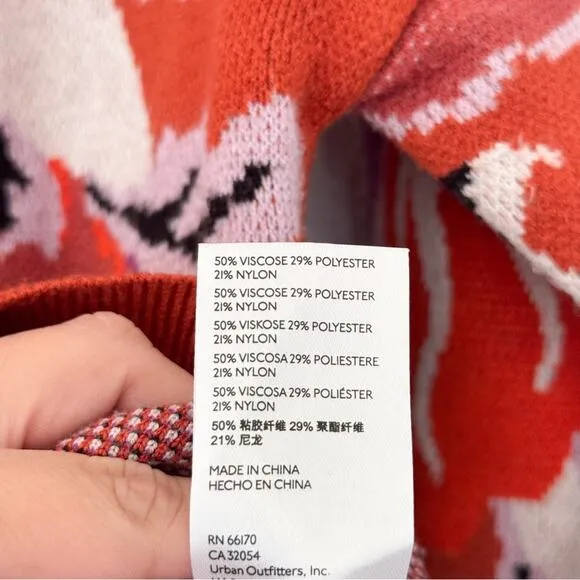 50% VISCOSE 29% POLYESTER
21% NYLON
50% VISCOSE 29% POLYESTER
21% NYLON
50% VISKOSE 29% POLYESTER
21% NYLON
50% VISCOSA 29% POLIESTERE
21% NYLON
50% VISCOSA 29% POLIÉSTER
21% NYLON
50% 粘胶纤维 29% 聚酯纤维
21% 尼龙
MADE IN CHINA
HECHO EN CHINA
RN 66170
CA 32054
Urban Outfitters, Inc.